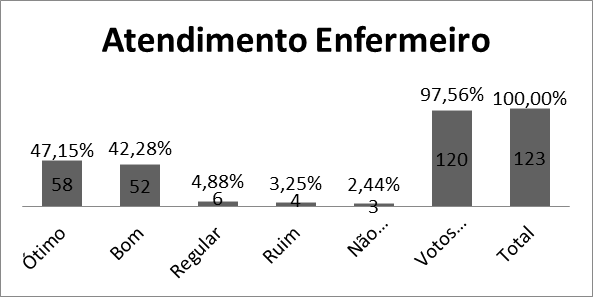 Atendimento Enfermeiro
47,15% 42,28% 4,88% 3,25% 2,44% 97,56% 100,00%
58 52 6 4 3 120 123
Ótimo Bom Regular Ruim Não... Votos... Total